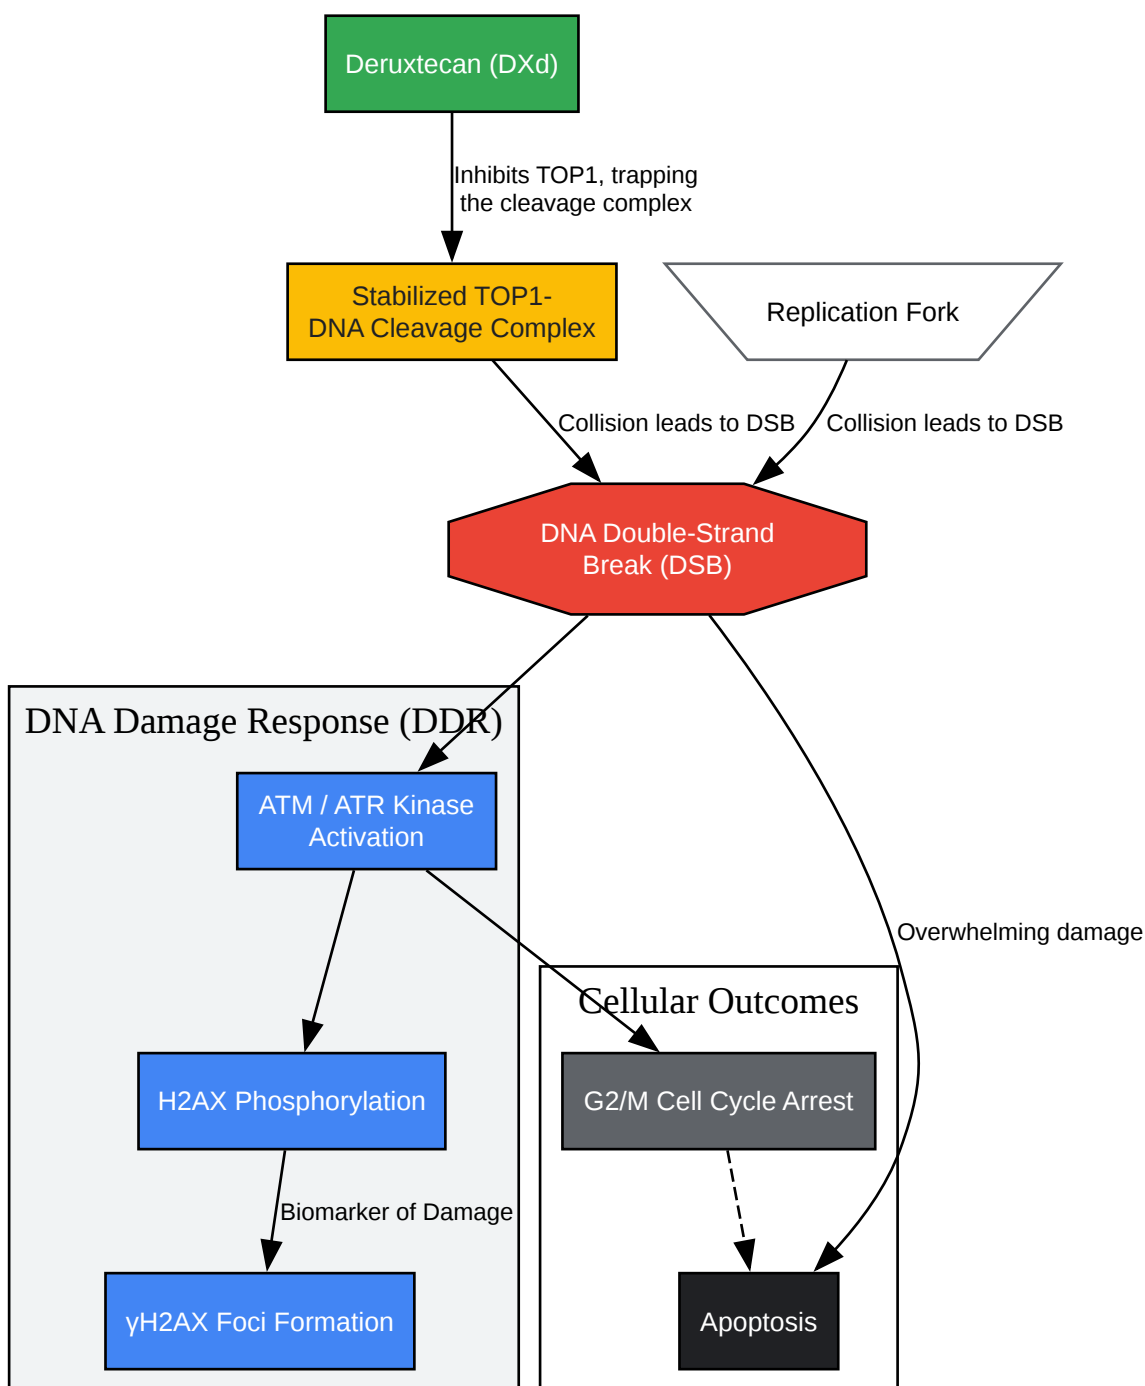 Deruxtecan (DXd)
Inhibits TOP1, trapping
the cleavage complex
Stabilized TOP1-
DNA Cleavage Complex
Replication Fork
Collision leads to DSB
Collision leads to DSB
DNA Double-Strand
Break (DSB)
DNA Damage Response (DDR)
ATM / ATR Kinase
Activation
Overwhelming damage
Cellular Outcomes
H2AX Phosphorylation
G2/M Cell Cycle Arrest
Biomarker of Damage
γH2AX Foci Formation
Apoptosis